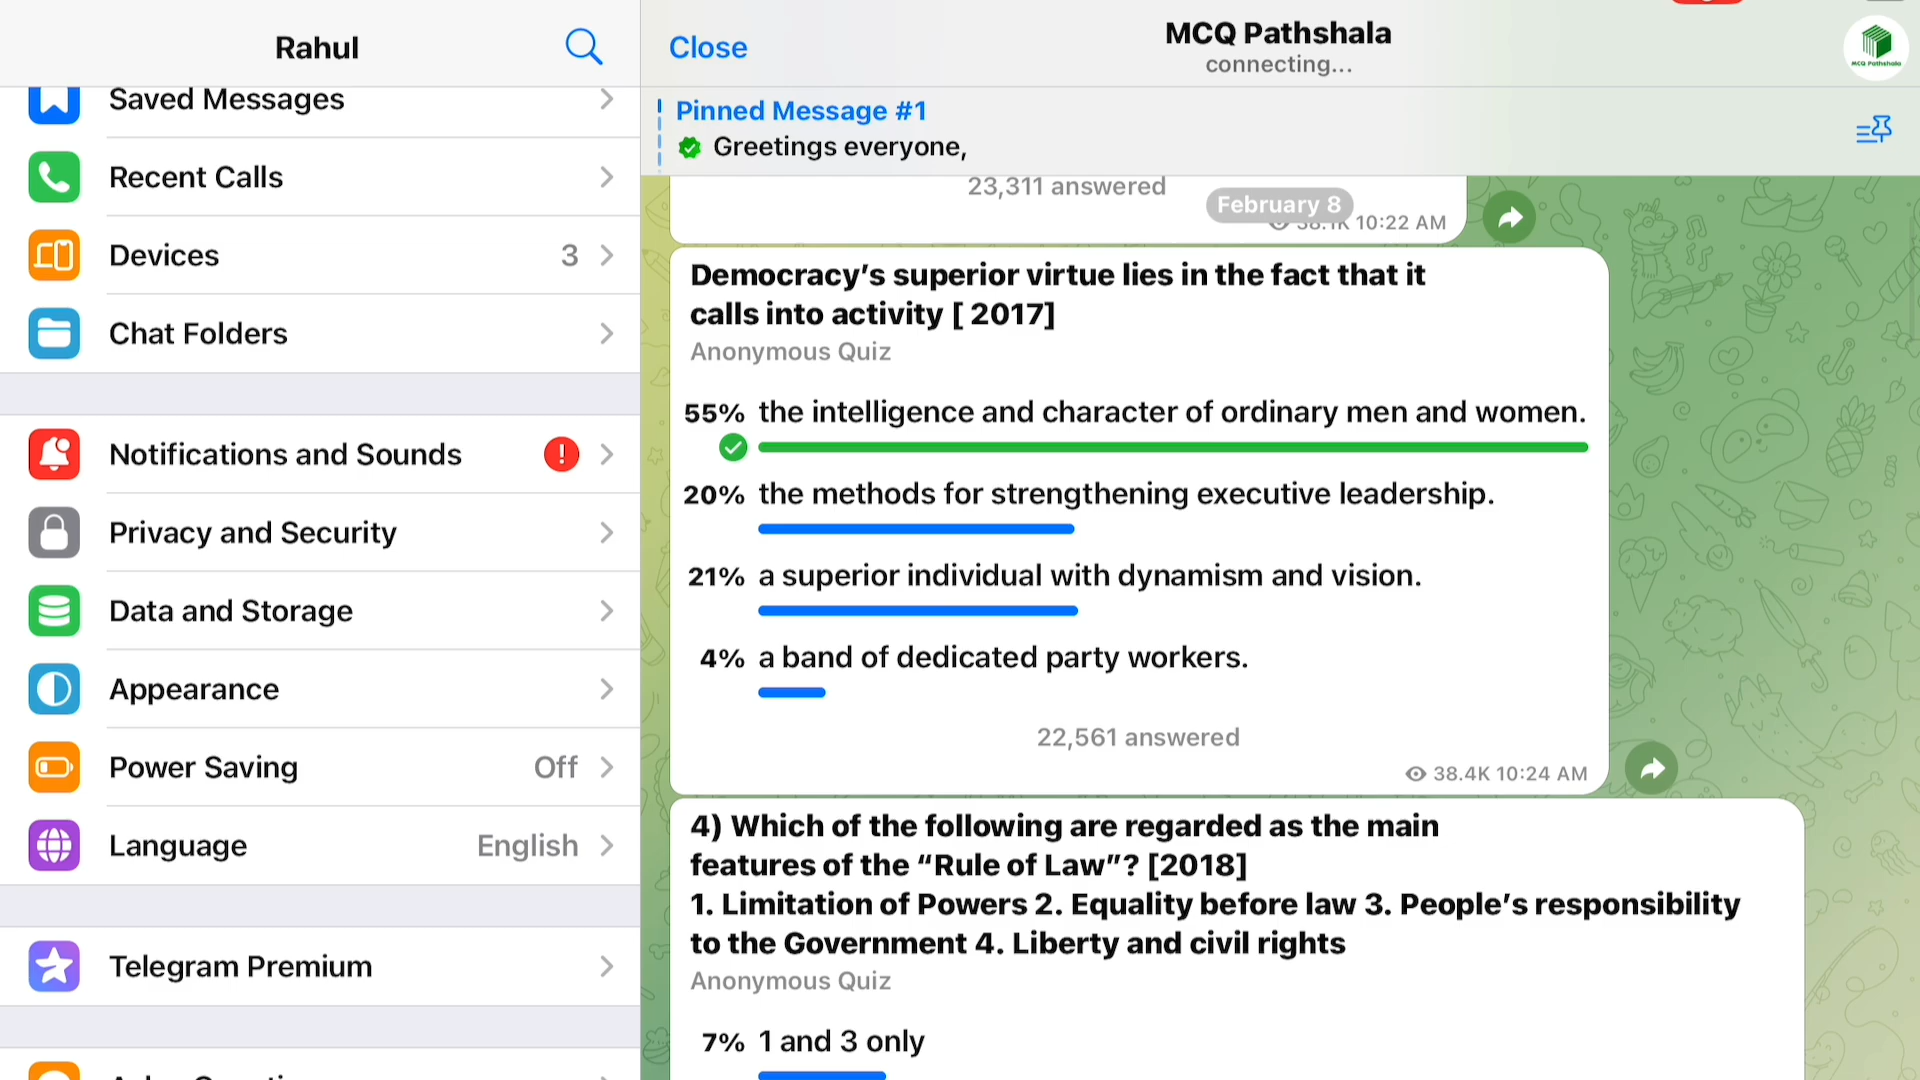 Rahul
Saved Messages
Recent Calls
Devices
3
Chat Folders
Notifications and Sounds
Privacy and Security
Data and Storage
Appearance
Power Saving
Off
Language
English
Telegram Premium
Close
MCQ Pathshala
connecting...
MCQ Pathshala
Pinned Message #1
Greetings everyone,
23,311 answered
February 8
10:22 AM
Democracy’s superior virtue lies in the fact that it
calls into activity [ 2017]
Anonymous Quiz
55% the intelligence and character of ordinary men and women.
20% the methods for strengthening executive leadership.
21% a superior individual with dynamism and vision.
4% a band of dedicated party workers.
22,561 answered
38.4K 10:24 AM
4) Which of the following are regarded as the main
features of the “Rule of Law”? [2018]
1. Limitation of Powers 2. Equality before law 3. People’s responsibility
to the Government 4. Liberty and civil rights
Anonymous Quiz
7% 1 and 3 only